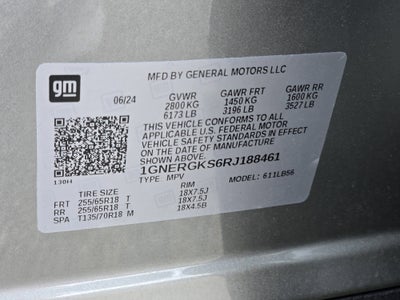 gm
MFD BY GENERAL MOTORS LLC
06/24 GVWR GAWR FRT GAWR RR
2800 KG 1450 KG 1600 KG
6173 LB 3196 LB 3527 LB
THIS VEHICLE CONFORMS TO ALL
APPLICABLE U.S. FEDERAL MOTOR
VEHICLE SAFETY STANDARDS IN EFFECT
ON THE DATE OF MANUFACTURE SHOWN ABOVE.
1GNERGKS6RJ188461
TYPE: MPV MODEL: 611LB56
130H
TIRE SIZE RIM
FRT 255/65R18 T 18X7.5J
RR 255/65R18 T 18X7.5J
SPA T135/70R18 M 18X4.5B